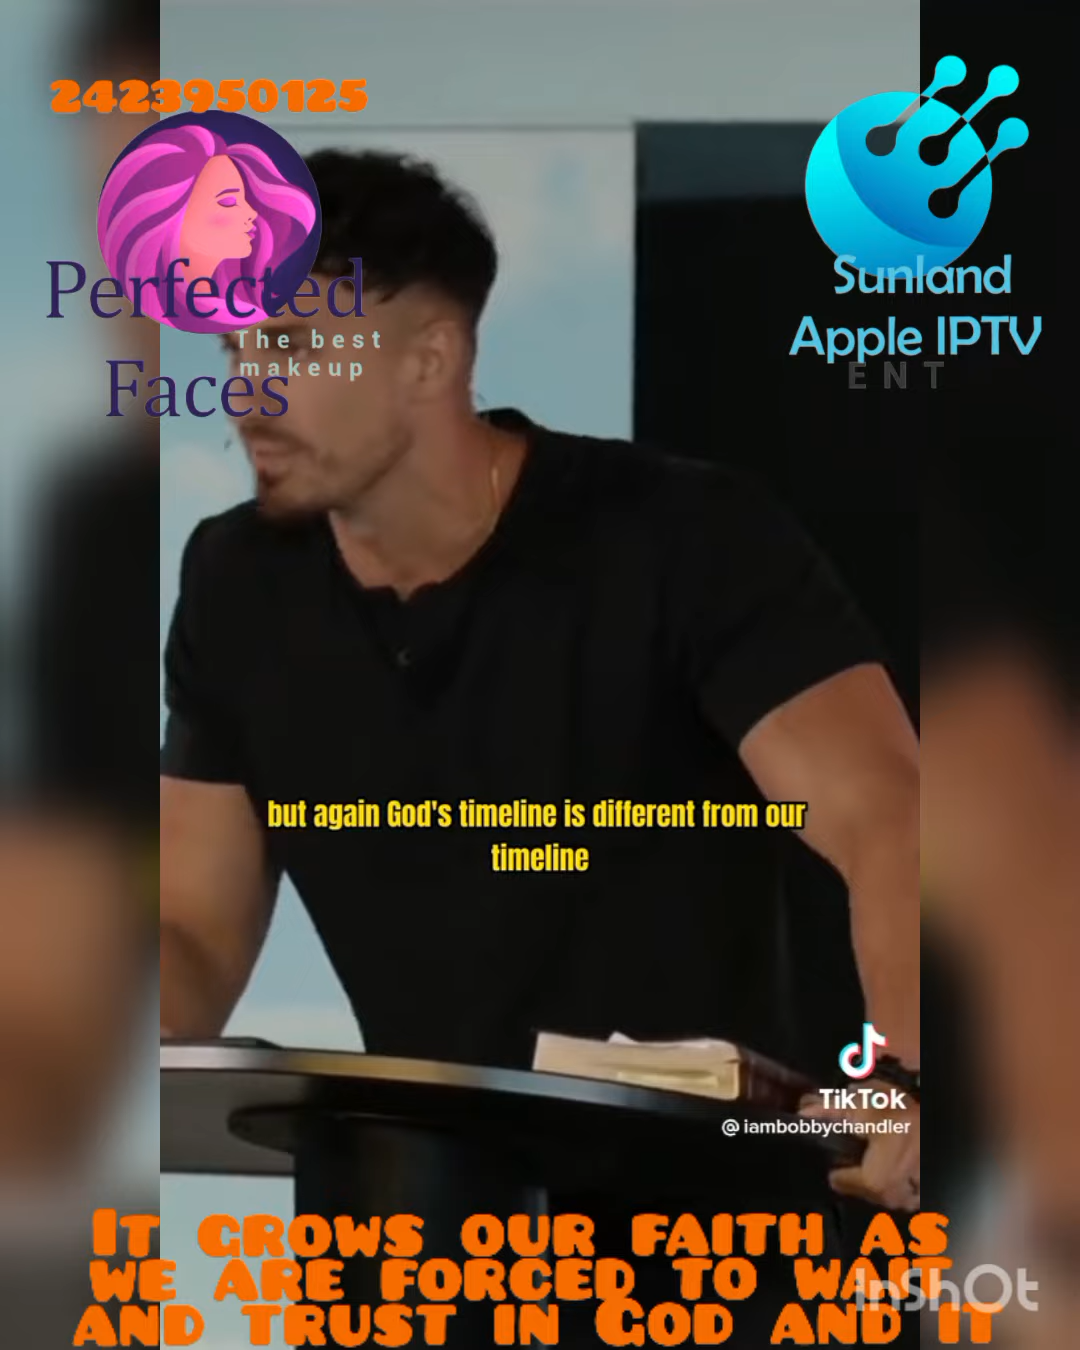 2423950125
Perfected
The best
makeup
Faces
Sunland
Apple IPTV
ENT
but again God's timeline is different from our
timeline
TikTok
@iambobbychandler
It grows our faith as
we are forced to wait
and trust in God and it
InShOt